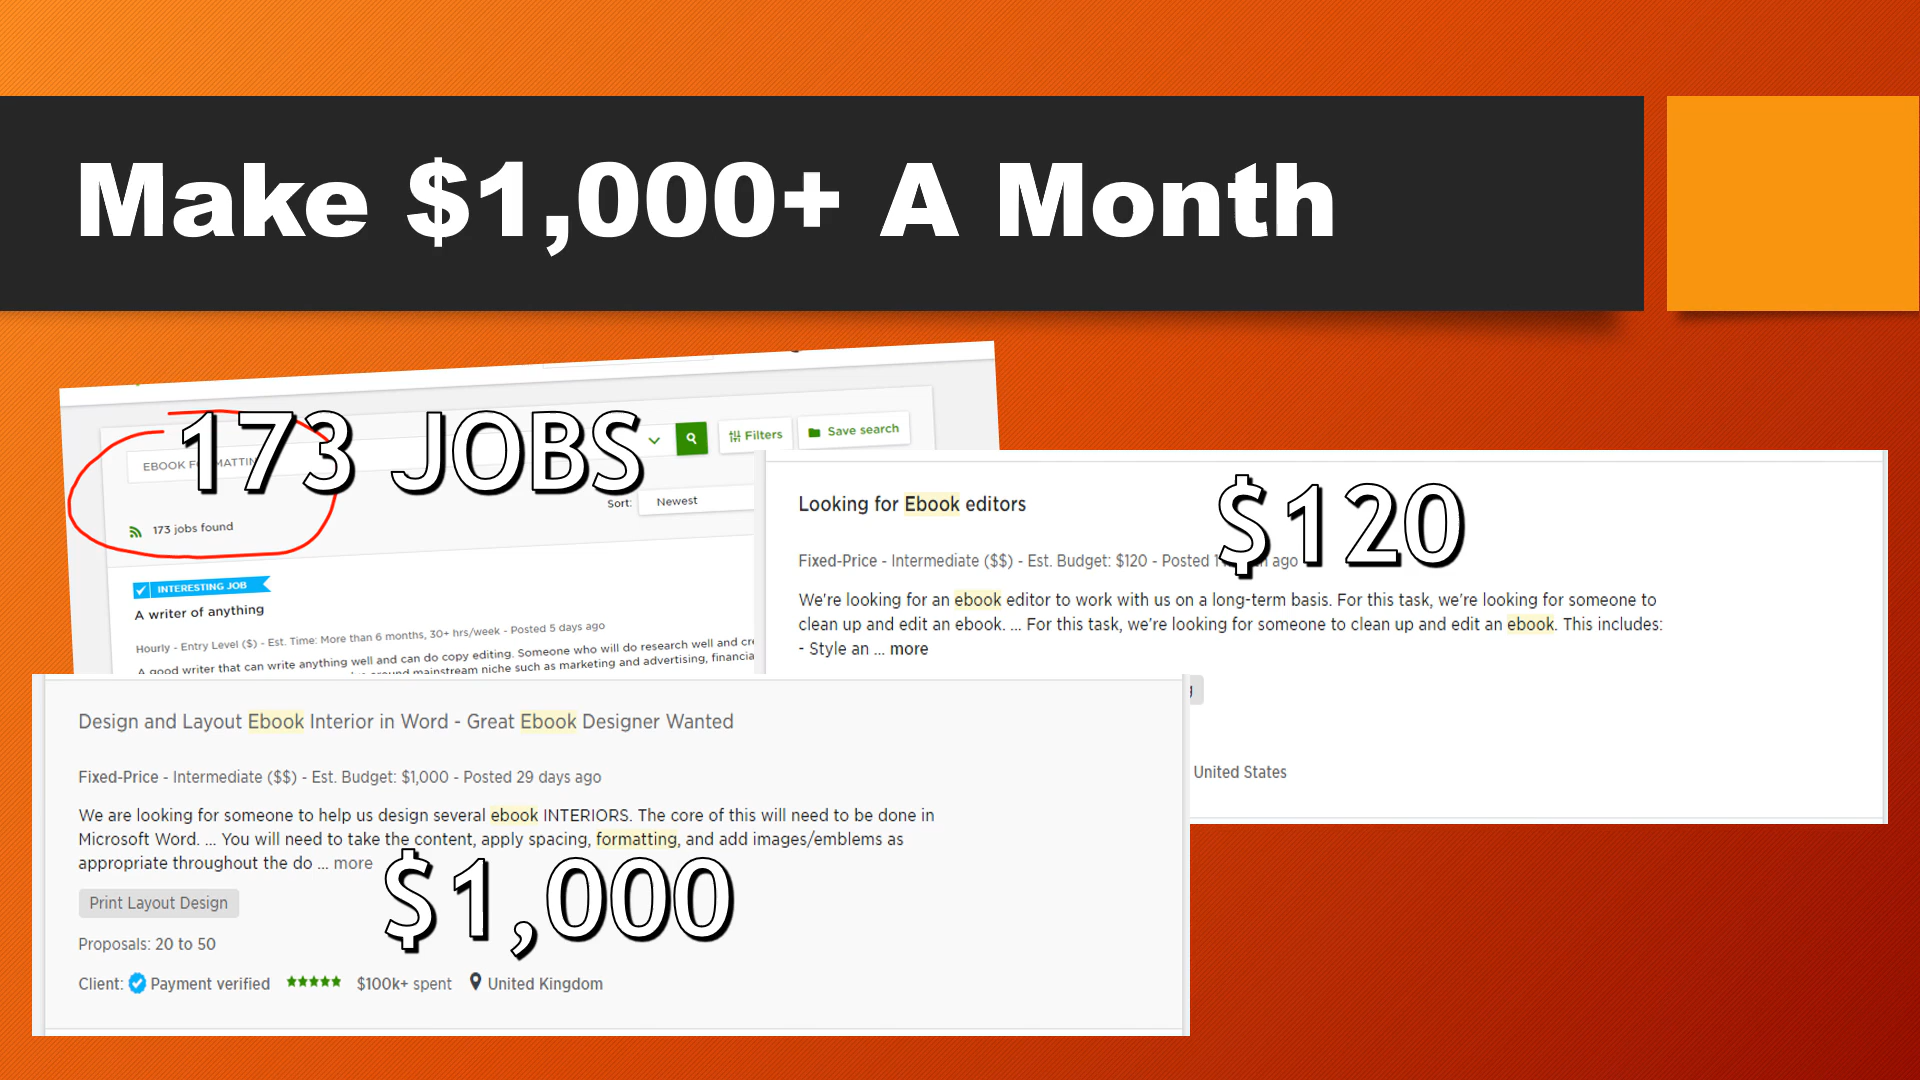 Make $1,000+ A Month
173 JOBS
EBOOK
Filters
Save search
173 jobs found
Sort: Newest
INTERESTING JOB
A writer of anything
Hourly - Entry Level ($) - Est. Time: More than 6 months, 30+ hrs/week - Posted 5 days ago
A good writer that can write anything well and can do copy editing. Someone who will do research well and
mainstream niche such as marketing and advertising,
$120
Looking for Ebook editors
Fixed-Price - Intermediate ($$) - Est. Budget: $120 - Posted ago
We're looking for an ebook editor to work with us on a long-term basis. For this task, we're looking for someone to
clean up and edit an ebook. ... For this task, we're looking for someone to clean up and edit an ebook. This includes:
- Style an ... more
United States
Design and Layout Ebook Interior in Word - Great Ebook Designer Wanted
Fixed-Price - Intermediate ($$) - Est. Budget: $1,000 - Posted 29 days ago
We are looking for someone to help us design several ebook INTERIORS. The core of this will need to be done in
Microsoft Word. ... You will need to take the content, apply spacing, formatting, and add images/emblems as
appropriate throughout the do ... more
$1,000
Print Layout Design
Proposals: 20 to 50
Client: Payment verified $100k+ spent United Kingdom